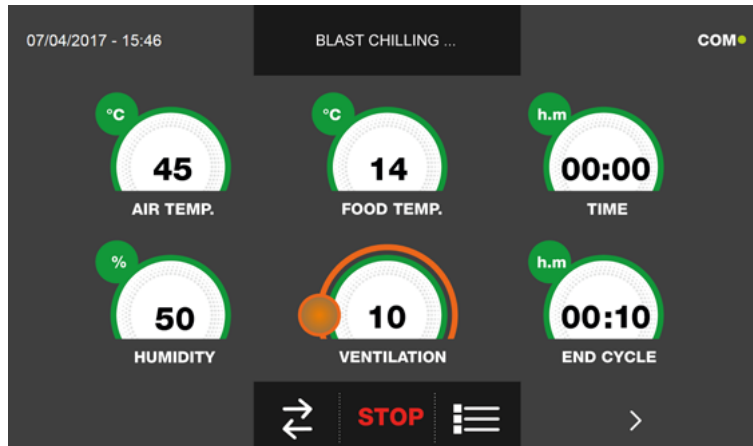 07/04/2017 - 15:46
BLAST CHILLING ...
COM
°C
45
AIR TEMP.
°C
14
FOOD TEMP.
h.m
00:00
TIME
%
50
HUMIDITY
10
VENTILATION
h.m
00:10
END CYCLE
STOP